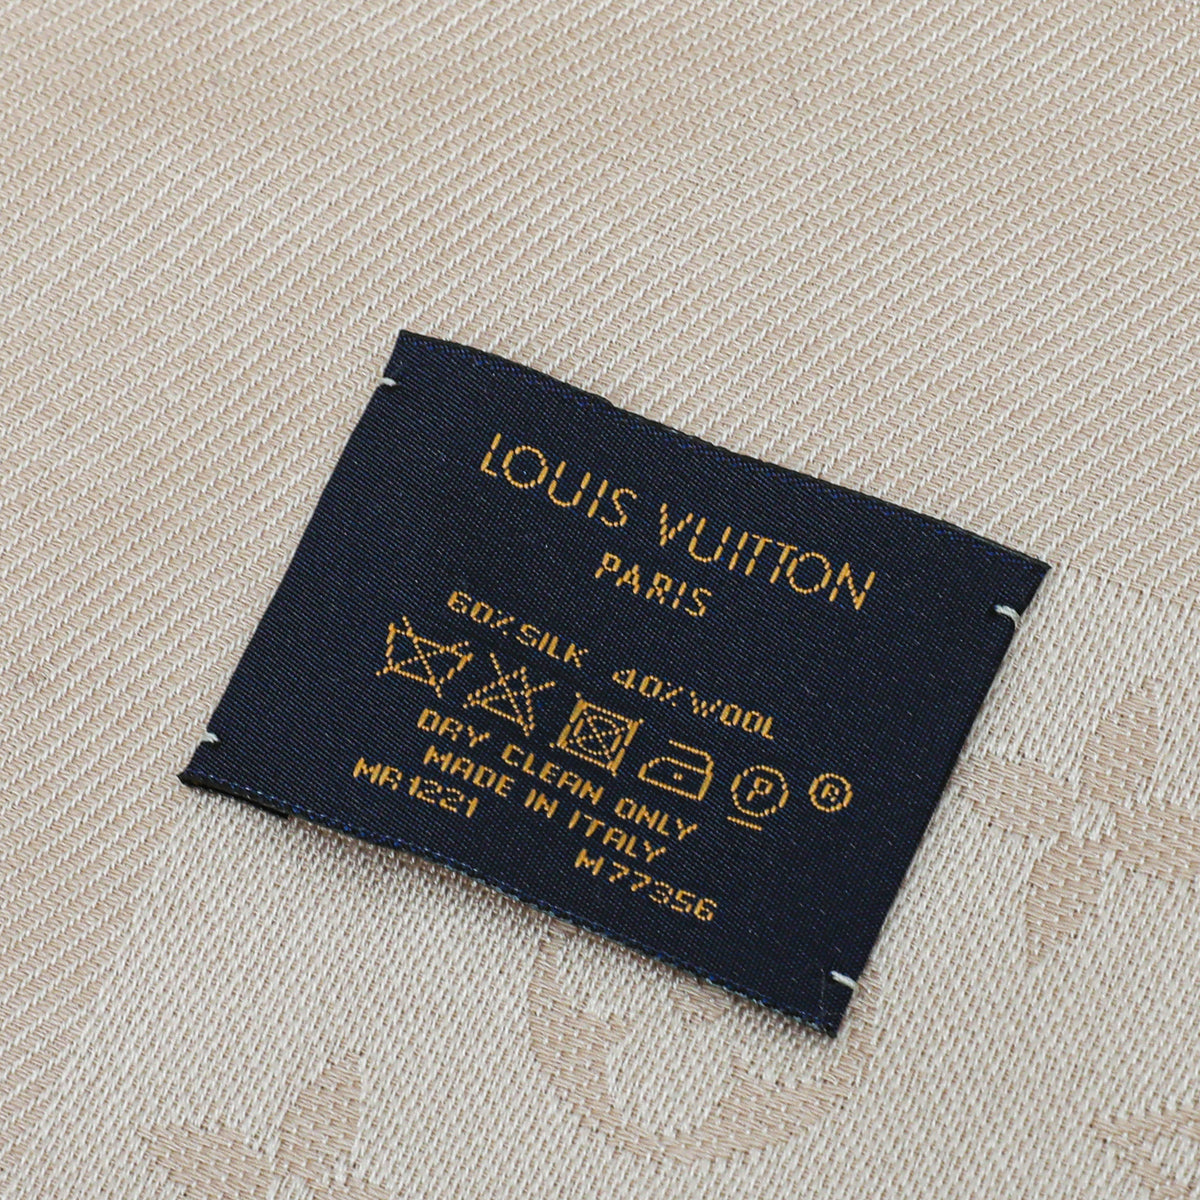 LOUIS VUITTON
PARIS
60% SILK 40% WOOL
P ®
DRY CLEAN ONLY
MADE IN ITALY
MR1221
M77356